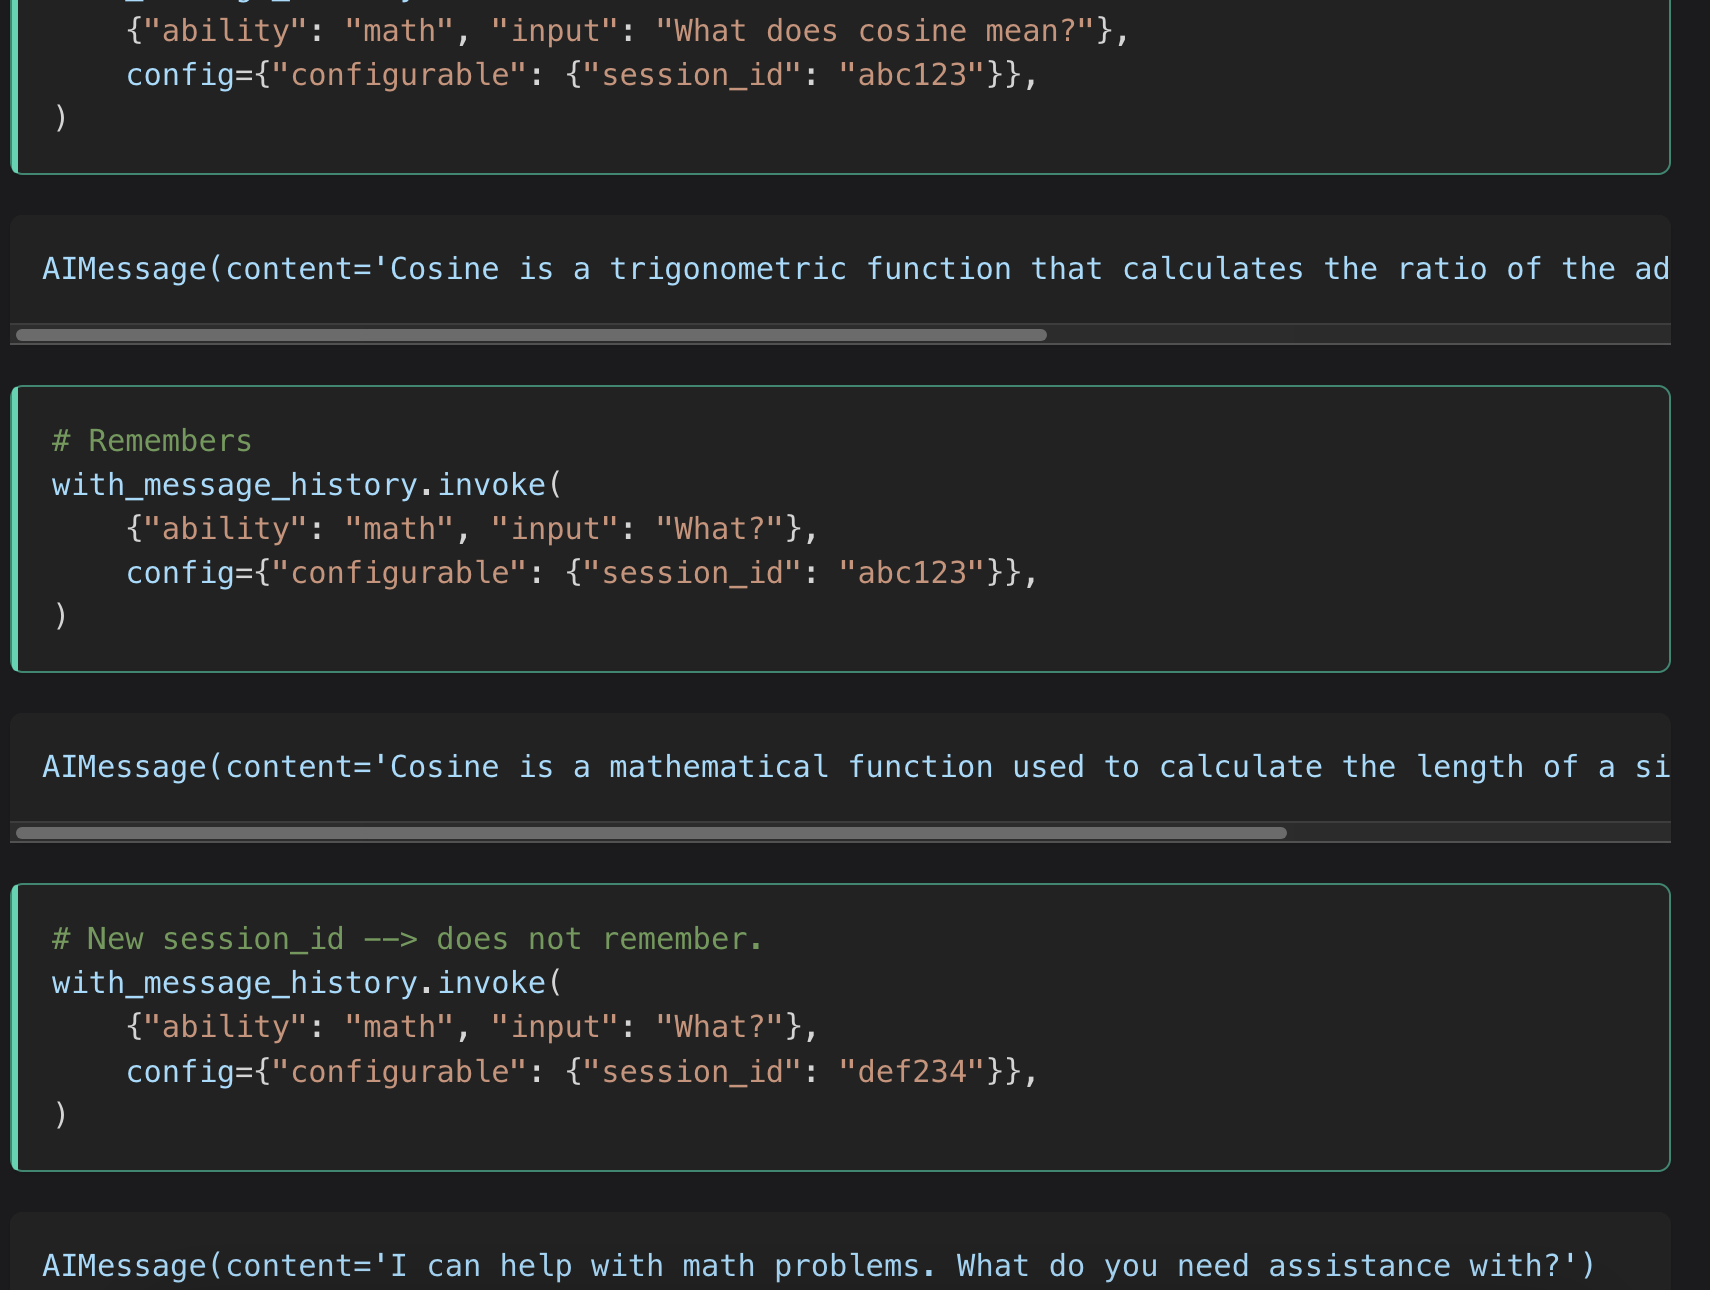 {"ability": "math", "input": "What does cosine mean?"},
config={"configurable": {"session_id": "abc123"}},
)
AIMessage(content='Cosine is a trigonometric function that calculates the ratio of the ad
# Remembers
with_message_history.invoke(
{"ability": "math", "input": "What?"},
config={"configurable": {"session_id": "abc123"}},
)
AIMessage(content='Cosine is a mathematical function used to calculate the length of a si
# New session_id --> does not remember.
with_message_history.invoke(
{"ability": "math", "input": "What?"},
config={"configurable": {"session_id": "def234"}},
)
AIMessage(content='I can help with math problems. What do you need assistance with?')